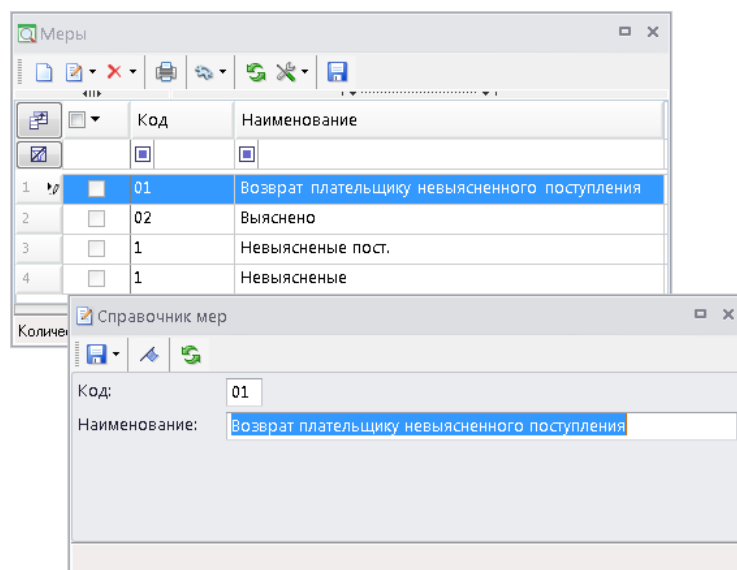 Меры
Код Наименование
1 01 Возврат плательщику невыясненного поступления
2 02 Выяснено
3 1 Невыясненые пост.
4 1 Невыясненые
Количе
Справочник мер
Код: 01
Наименование: Возврат плательщику невыясненного поступления